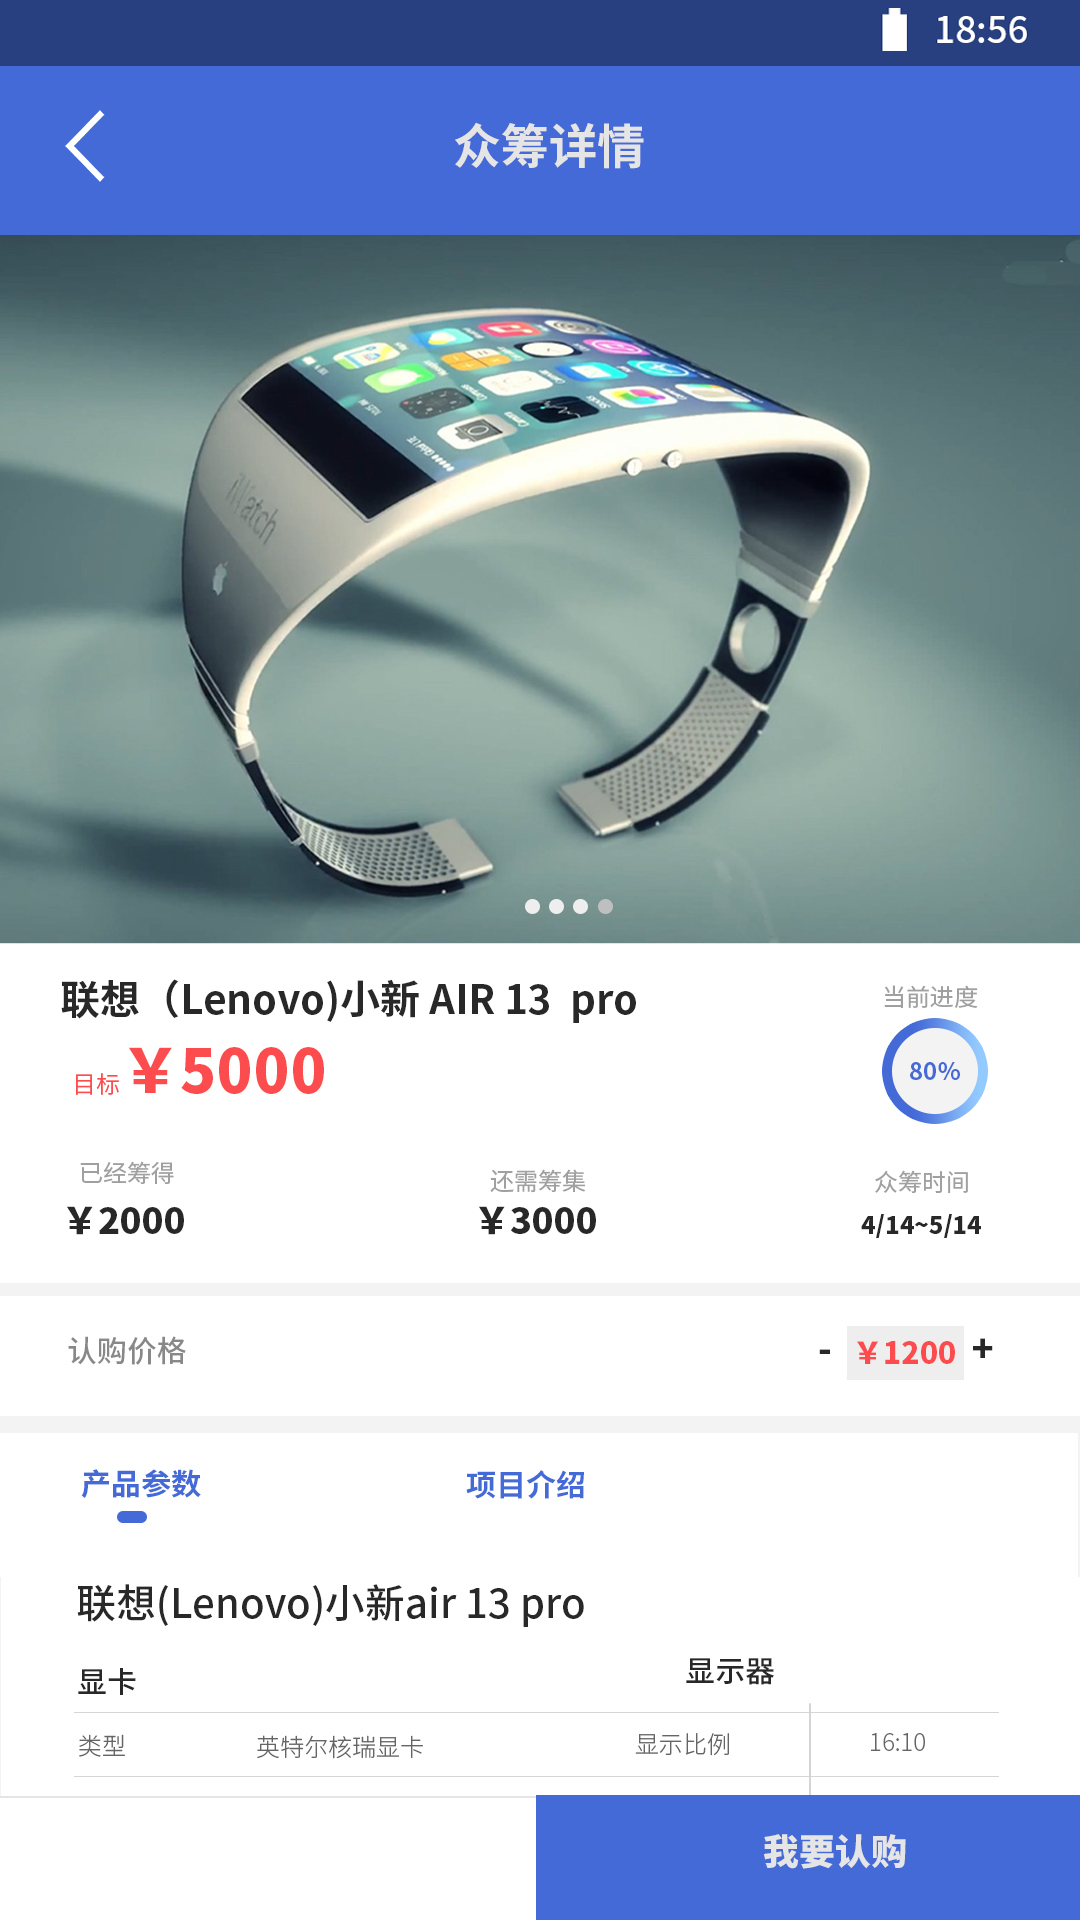 18:56
众筹详情
iWatch
联想（Lenovo)小新 AIR 13 pro
当前进度
目标 ￥5000
80%
已经筹得
还需筹集
众筹时间
￥2000
￥3000
4/14~5/14
认购价格
- ￥1200 +
产品参数
项目介绍
联想(Lenovo)小新air 13 pro
显卡
显示器
类型
英特尔核瑞显卡
显示比例
16:10
我要认购